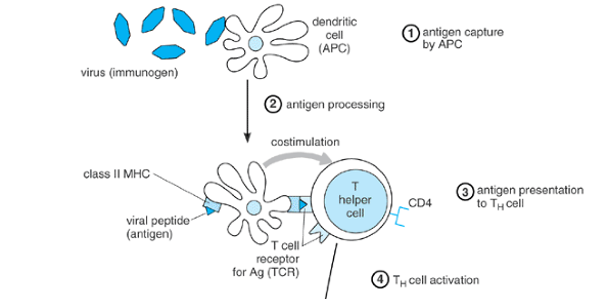 dendritic
cell
(APC)
1 antigen capture
by APC
virus (immunogen)
2 antigen processing
costimulation
class II MHC
T
helper
cell
CD4
3 antigen presentation
to TH cell
viral peptide
(antigen)
T cell
receptor
for Ag (TCR)
4 TH cell activation